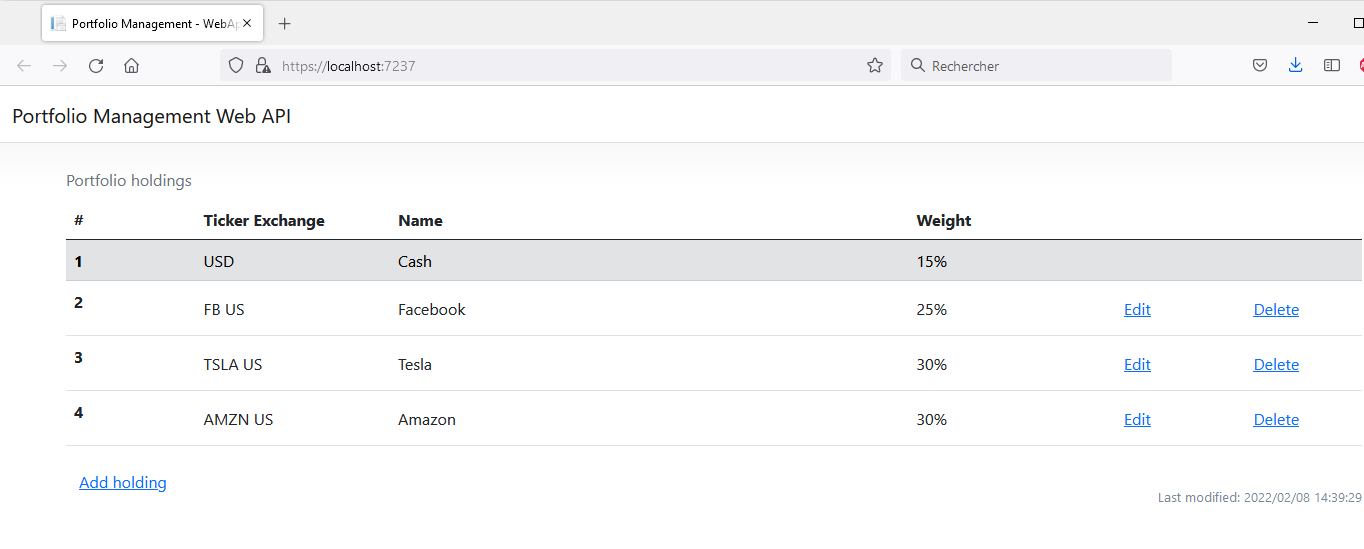 Portfolio Management - WebAp
https://localhost:7237
Rechercher
Portfolio Management Web API
Portfolio holdings
# Ticker Exchange Name Weight
1 USD Cash 15%
2 FB US Facebook 25% Edit Delete
3 TSLA US Tesla 30% Edit Delete
4 AMZN US Amazon 30% Edit Delete
Add holding
Last modified: 2022/02/08 14:39:29